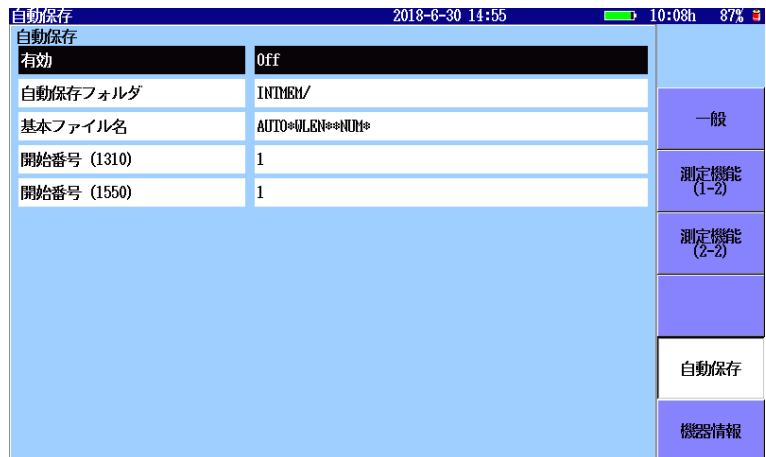 自動保存 2018-6-30 14:55 10:08h 87%
自動保存
有効 Off
自動保存フォルダ INTMEM/
基本ファイル名 AUTO*WLEN**NUM*
開始番号 (1310) 1
開始番号 (1550) 1
一般
測定機能
(1-2)
測定機能
(2-2)
自動保存
機器情報